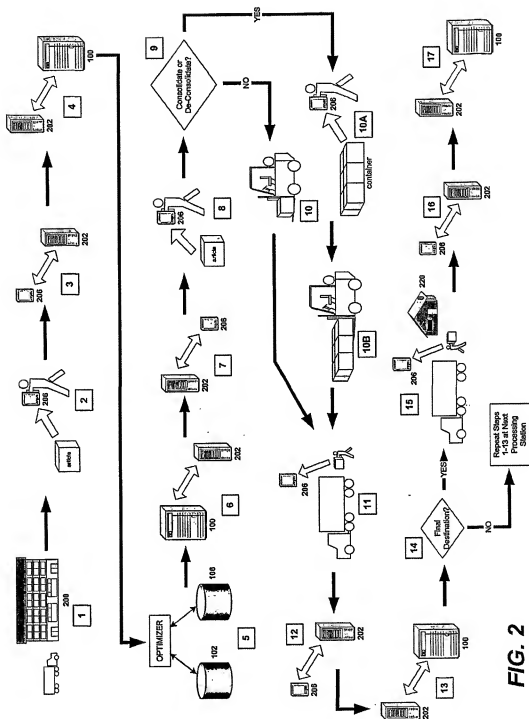 1
208
article
2
206
206
3
202
202
4
100
OPTIMIZER
102
106
5
100
6
202
202
7
206
article
206
8
9
Consolidate or
De-Consolidate?
YES
NO
10
206
10A
container
10B
206
11
12
206
202
202
13
100
14
Final
Destination?
YES
NO
Repeat Steps
1-13 at Next
Processing
Station
15
206
220
206
16
202
202
17
100
FIG. 2